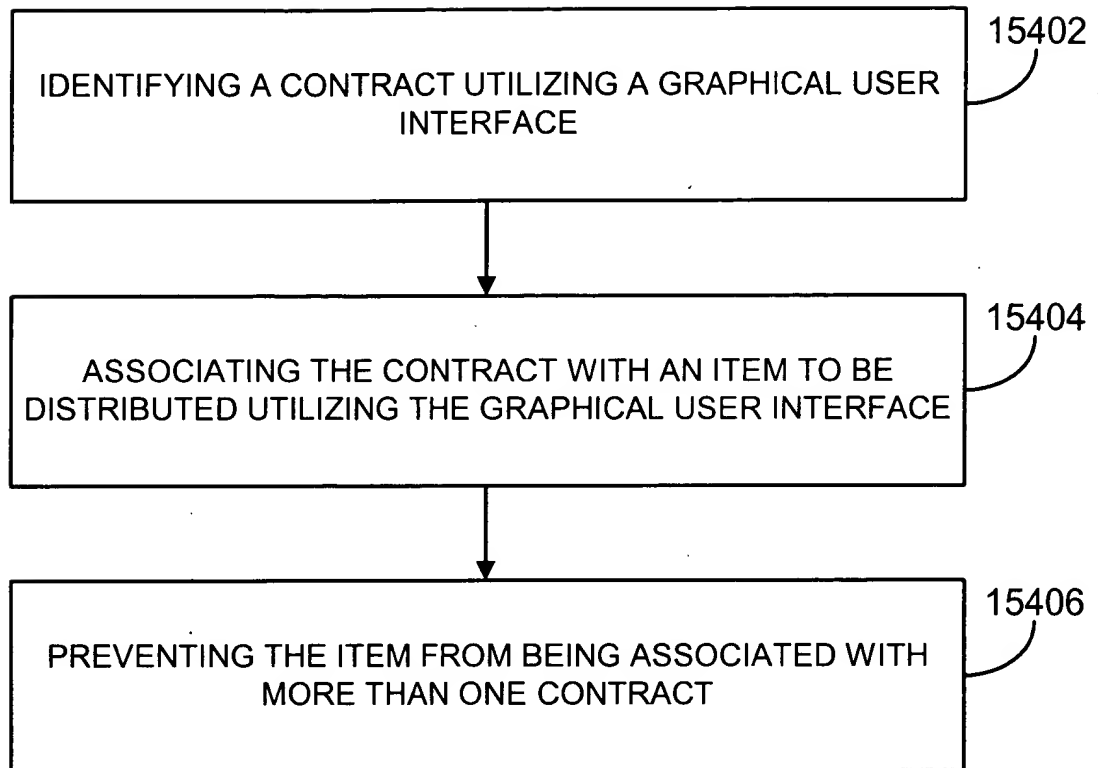 15402
IDENTIFYING A CONTRACT UTILIZING A GRAPHICAL USER
INTERFACE
15404
ASSOCIATING THE CONTRACT WITH AN ITEM TO BE
DISTRIBUTED UTILIZING THE GRAPHICAL USER INTERFACE
15406
PREVENTING THE ITEM FROM BEING ASSOCIATED WITH
MORE THAN ONE CONTRACT